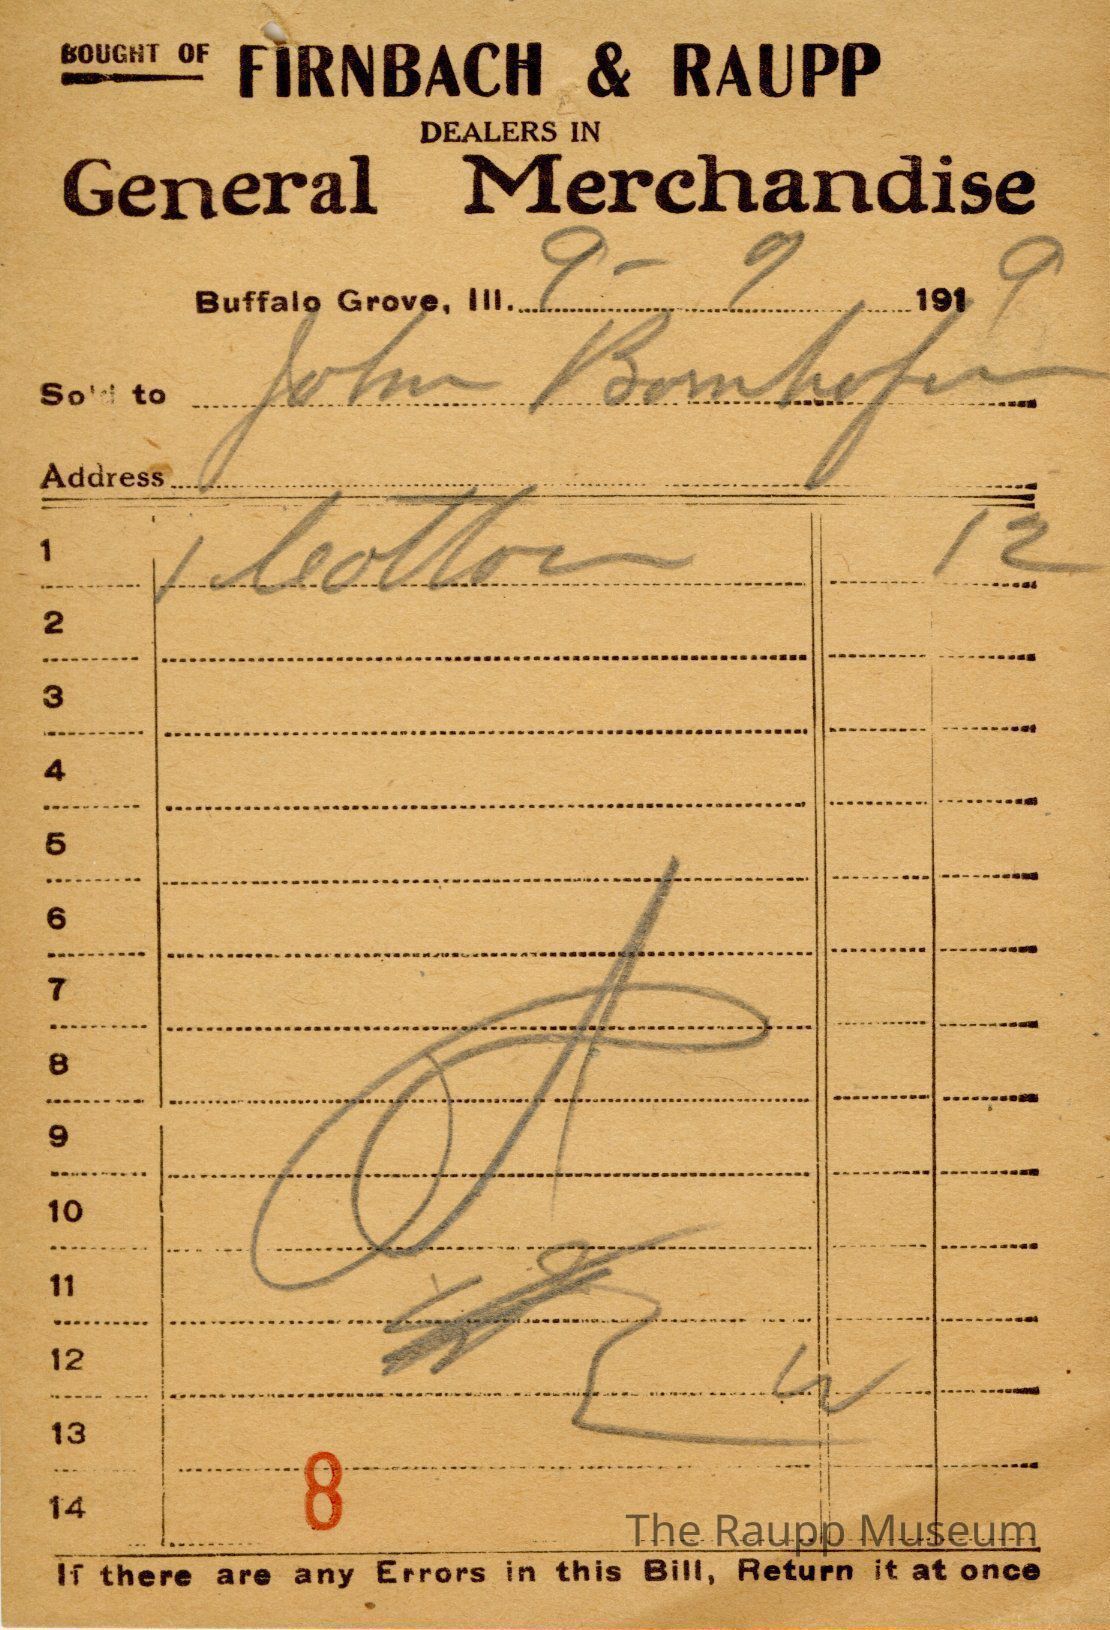 BOUGHT OF FIRNBACH & RAUPP
DEALERS IN
General Merchandise
Buffalo Grove, Ill. 9 - 9 1919
Sold to John Bornhofen
Address
1 1 Cotton 12
2
3
4
5
6
7
8
9
10
11
12
13
8
14
The Raupp Museum
If there are any Errors in this Bill, Return it at once